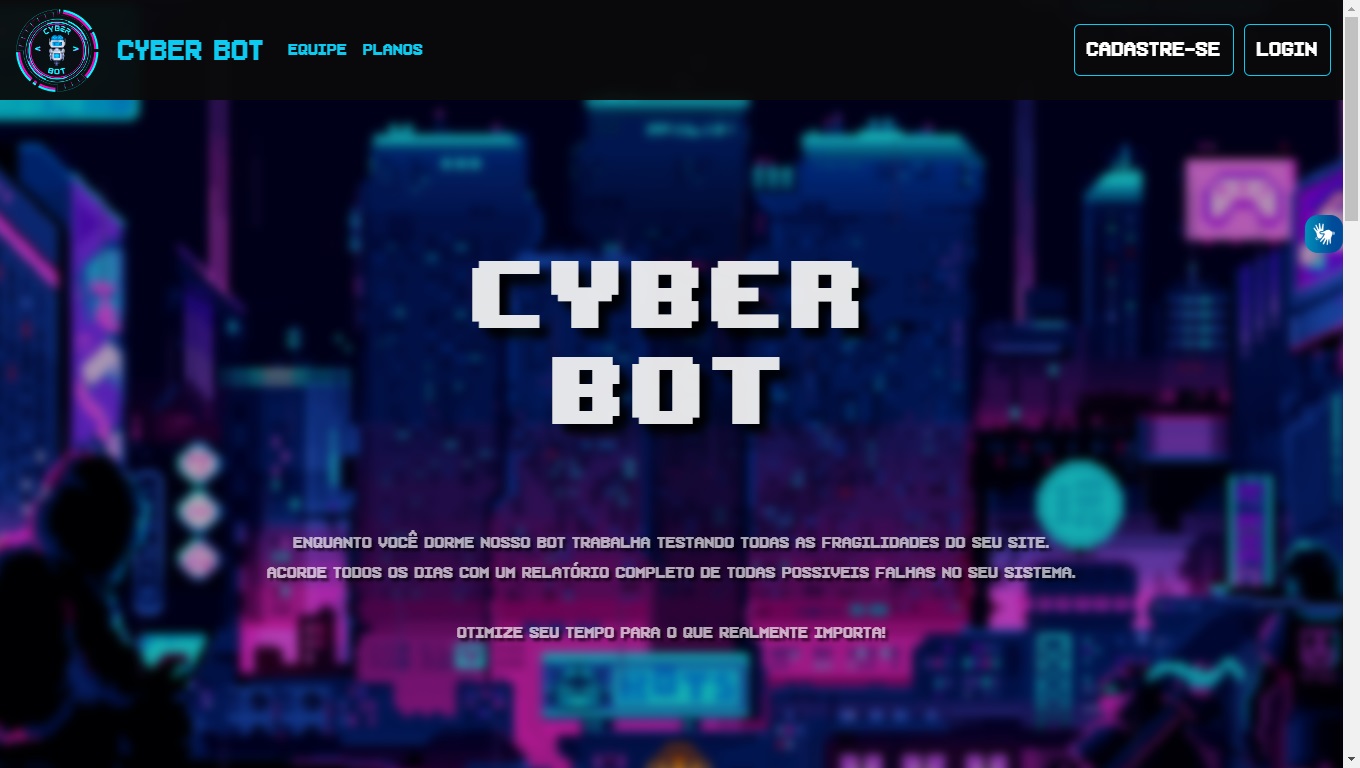 CYBER
BOT
CYBER BOT
EQUIPE
PLANOS
CADASTRE-SE
LOGIN
CYBER
BOT
ENQUANTO VOCÊ DORME NOSSO BOT TRABALHA TESTANDO TODAS AS FRAGILIDADES DO SEU SITE.
ACORDE TODOS OS DIAS COM UM RELATÓRIO COMPLETO DE TODAS POSSIVEIS FALHAS NO SEU SISTEMA.
OTIMIZE SEU TEMPO PARA O QUE REALMENTE IMPORTA!